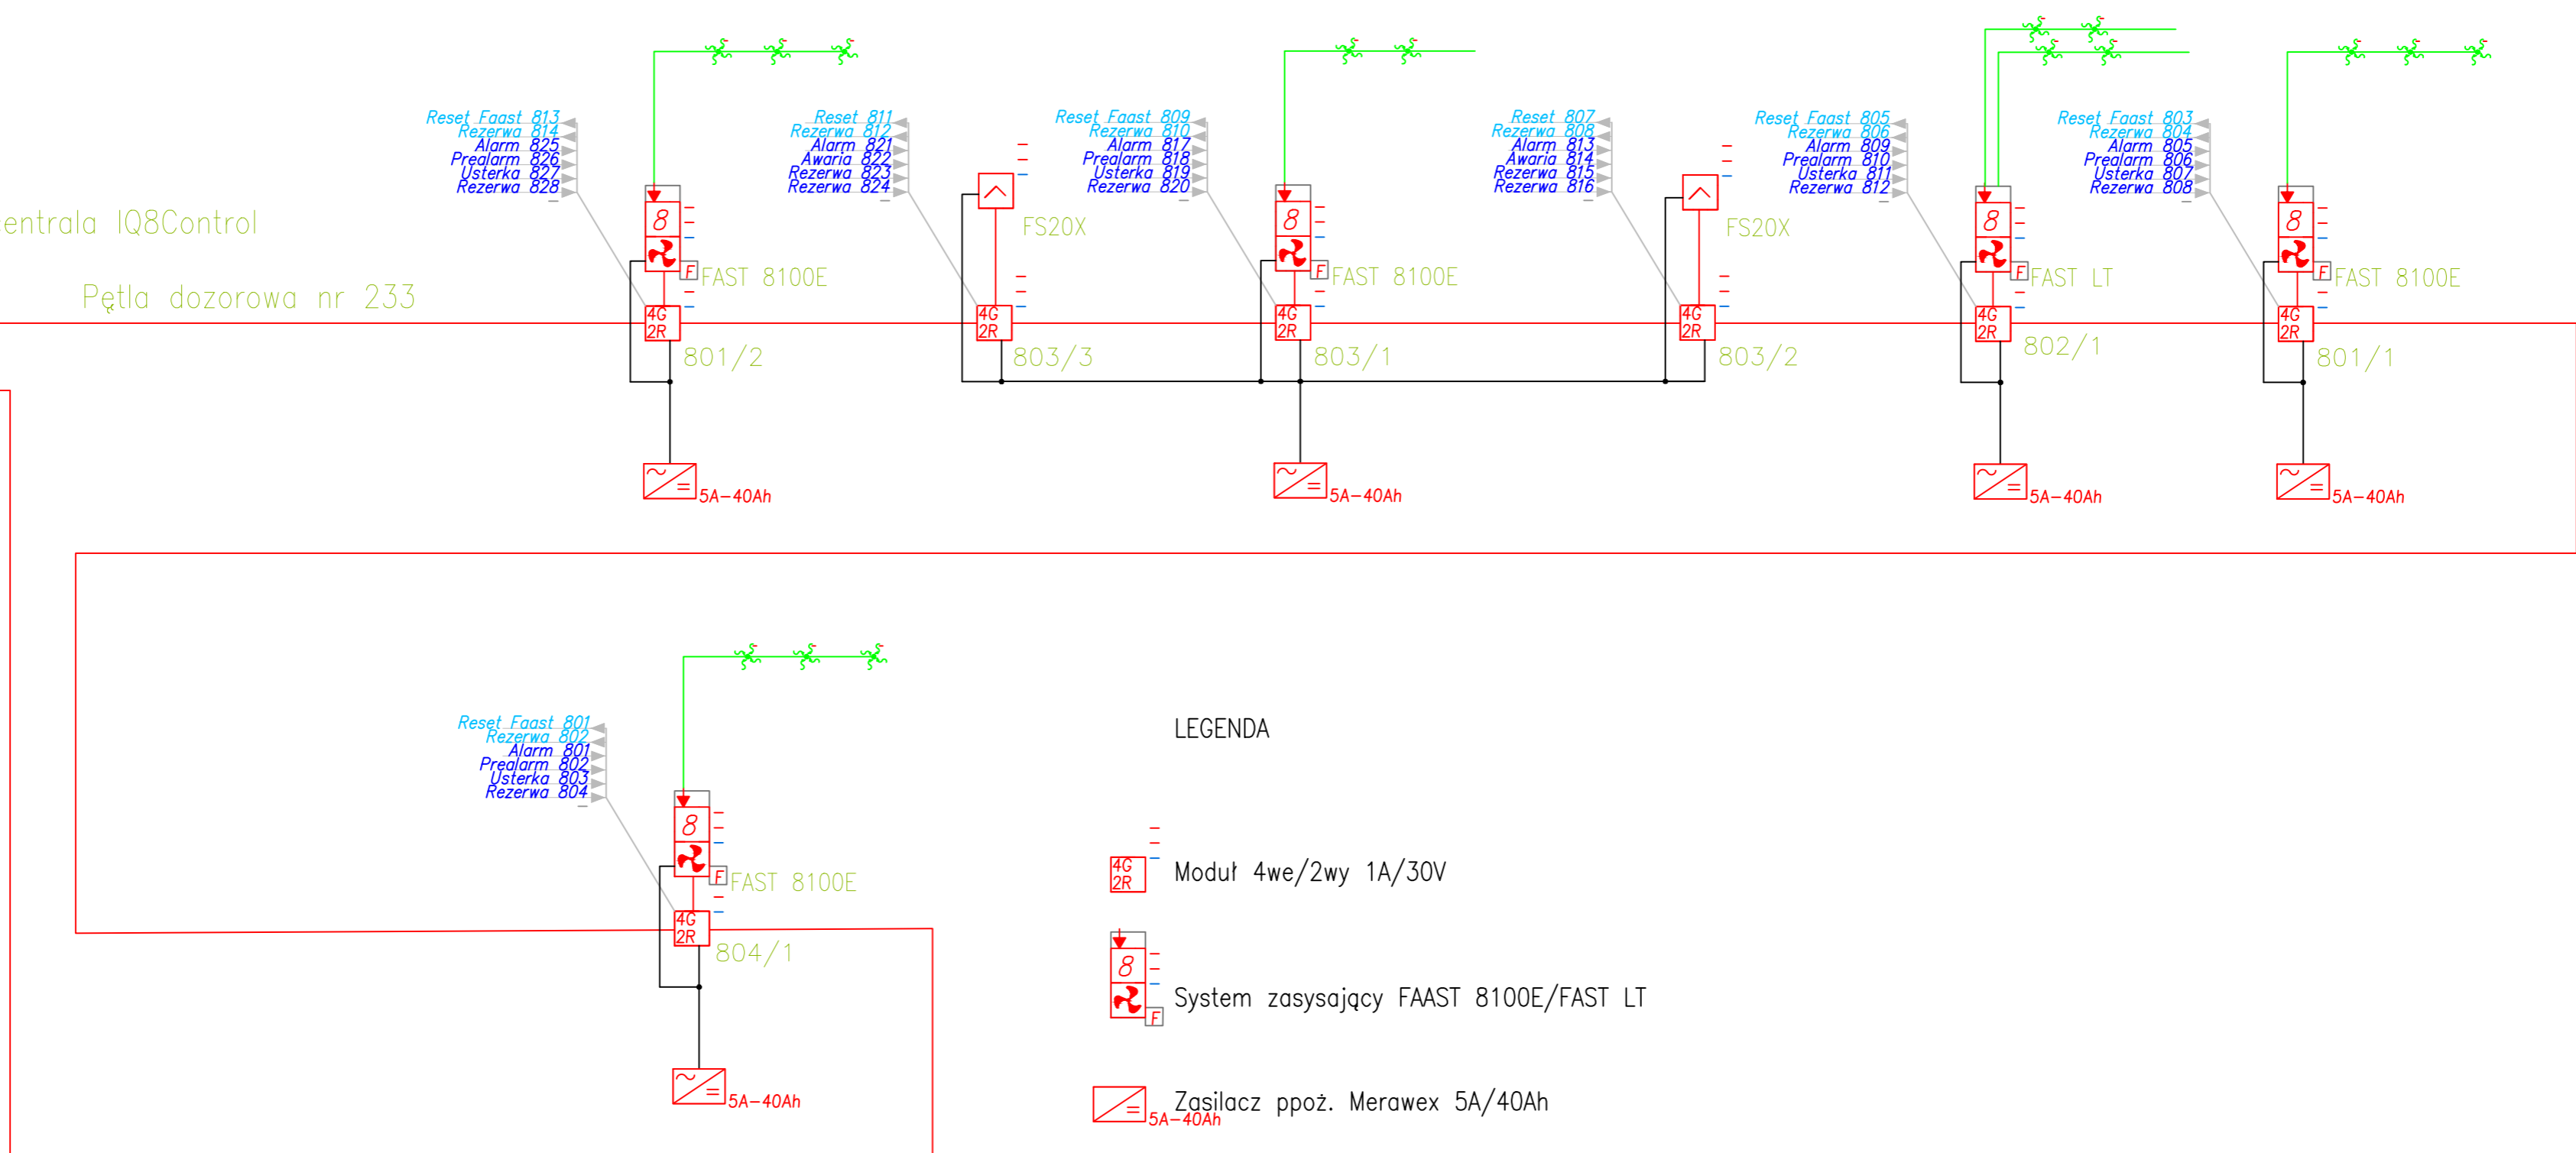 entrala IQ8Control
Pętla dozorowa nr 233
Reset Faast 813
Rezerwa 814
Alarm 825
Prealarm 826
Usterka 827
Rezerwa 828
8
F
FAST 8100E
4G
2R
801/2
5A-40Ah
Reset 811
Rezerwa 812
Alarm 821
Awaria 822
Rezerwa 823
Rezerwa 824
FS20X
4G
2R
803/3
Reset Faast 809
Rezerwa 810
Alarm 817
Prealarm 818
Usterka 819
Rezerwa 820
8
F
FAST 8100E
4G
2R
803/1
5A-40Ah
Reset 807
Rezerwa 808
Alarm 813
Awaria 814
Rezerwa 815
Rezerwa 816
FS20X
4G
2R
803/2
Reset Faast 805
Rezerwa 806
Alarm 809
Prealarm 810
Usterka 811
Rezerwa 812
8
F
FAST LT
4G
2R
802/1
5A-40Ah
Reset Faast 803
Rezerwa 804
Alarm 805
Prealarm 806
Usterka 807
Rezerwa 808
8
F
FAST 8100E
4G
2R
801/1
5A-40Ah
Reset Faast 801
Rezerwa 802
Alarm 801
Prealarm 802
Usterka 803
Rezerwa 804
8
F
FAST 8100E
4G
2R
804/1
5A-40Ah
LEGENDA
4G
2R
Moduł 4we/2wy 1A/30V
8
F
System zasysający FAAST 8100E/FAST LT
Zasilacz ppoż. Merawex 5A/40Ah
5A-40Ah